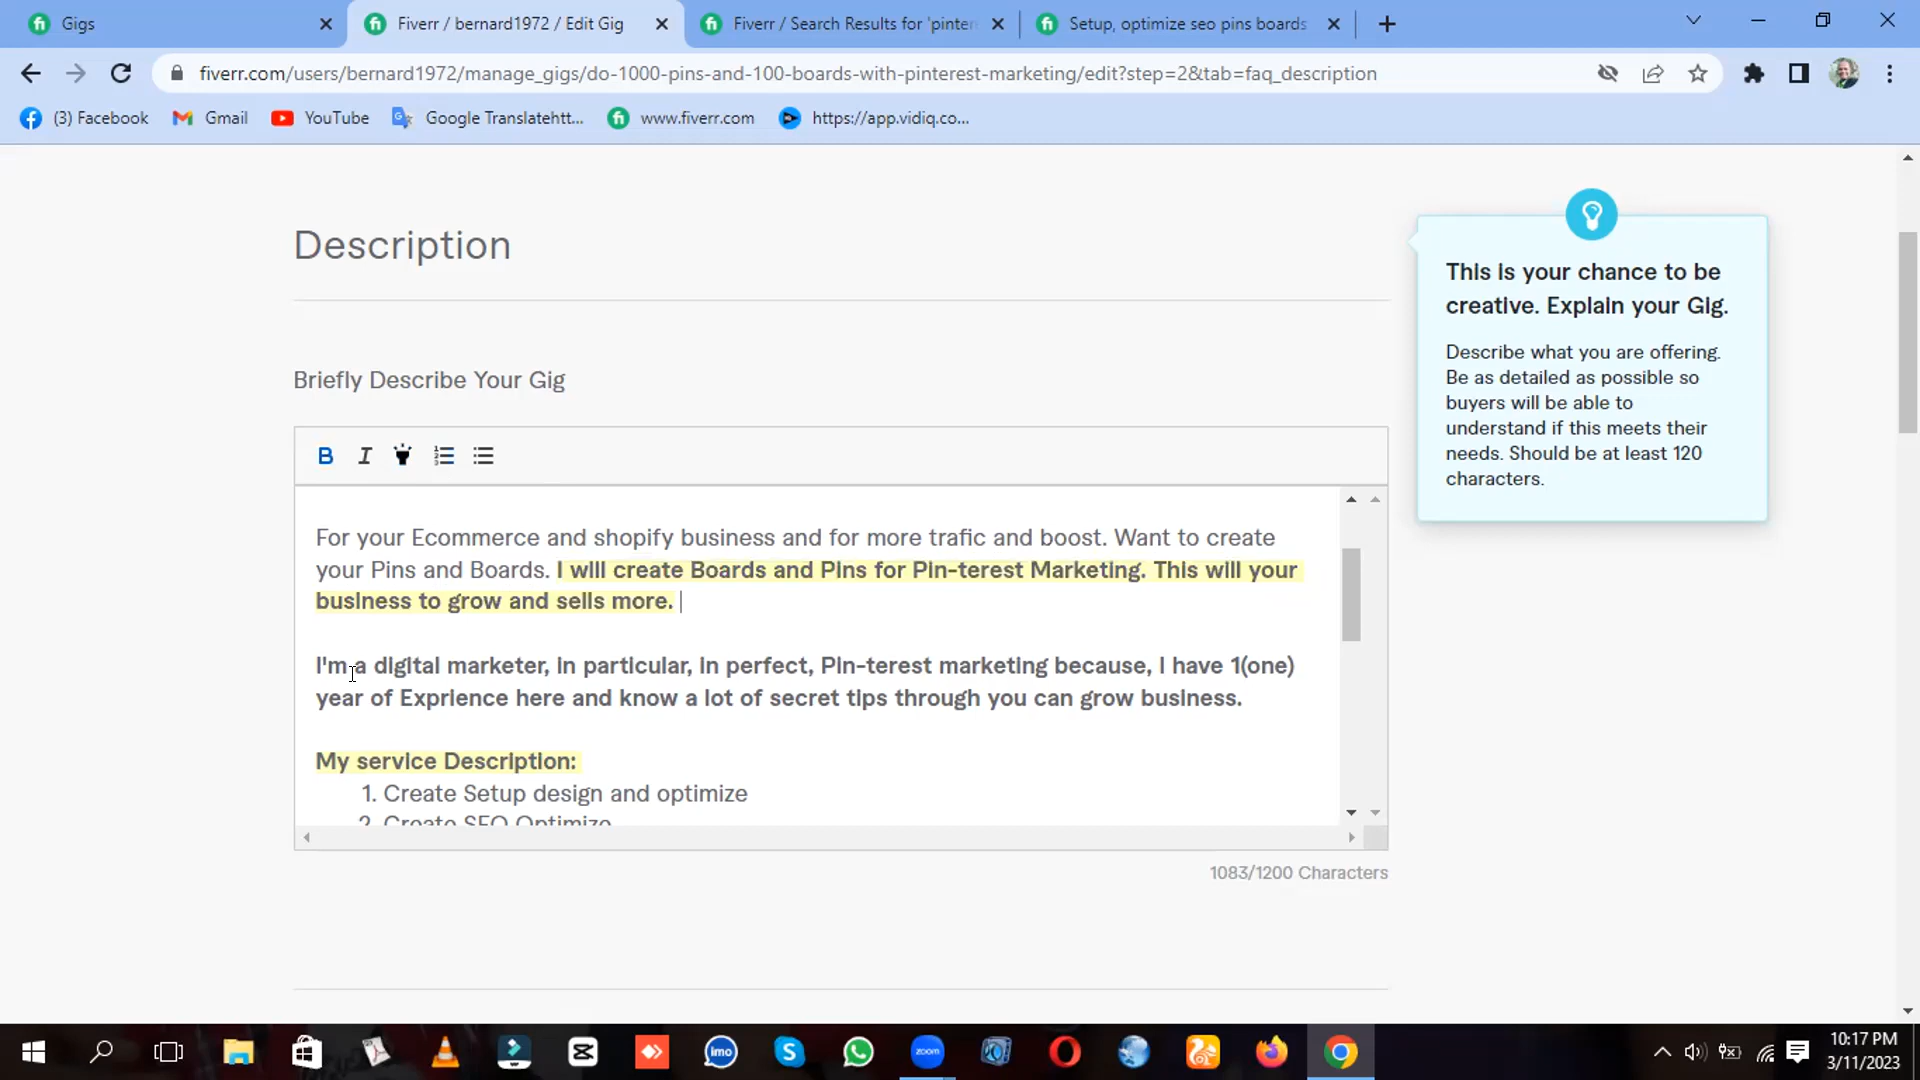 Gigs
Fiverr / bernard1972 / Edit Gig
Fiverr / Search Results for 'pinter
Setup, optimize seo pins boards
fiverr.com/users/bernard1972/manage_gigs/do-1000-pins-and-100-boards-with-pinterest-marketing/edit?step=2&tab=faq_description
(3) Facebook
Gmail
YouTube
Google Translatehtt...
www.fiverr.com
https://app.vidiq.co...
Description
Briefly Describe Your Gig
B I
For your Ecommerce and shopify business and for more trafic and boost. Want to create
your Pins and Boards. I will create Boards and Pins for Pin-terest Marketing. This will your
business to grow and sells more.
I'm a digital marketer, in particular, in perfect, Pin-terest marketing because, I have 1(one)
year of Exprience here and know a lot of secret tips through you can grow business.
My service Description:
1. Create Setup design and optimize
2. Create SEO Optimize
1083/1200 Characters
This is your chance to be
creative. Explain your Gig.
Describe what you are offering.
Be as detailed as possible so
buyers will be able to
understand if this meets their
needs. Should be at least 120
characters.
imo
zoom
10:17 PM
3/11/2023